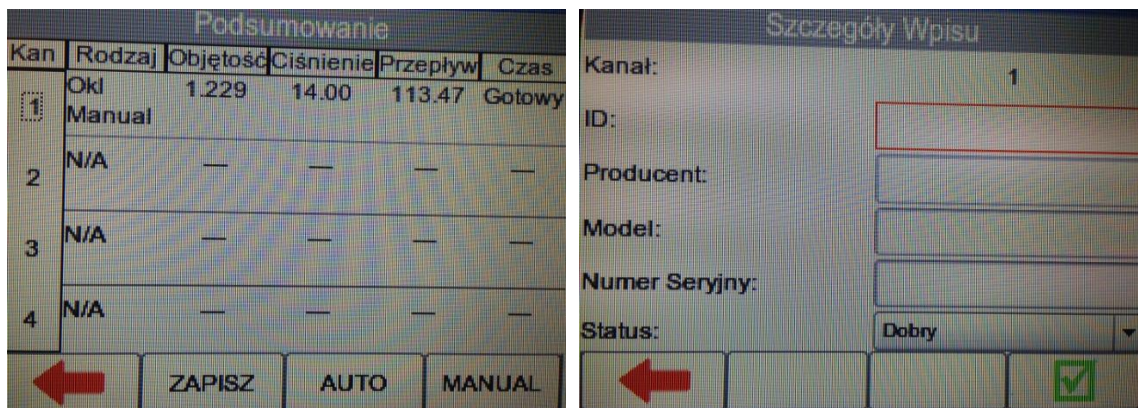 Podsumowanie
Kan Rodzaj Objętość Ciśnienie Przepływ Czas
1 Okl Manual 1.229 14.00 113.47 Gotowy
2 N/A — — — —
3 N/A — — — —
4 N/A — — — —
ZAPISZ AUTO MANUAL
Szczegóły Wpisu
Kanał: 1
ID:
Producent:
Model:
Numer Seryjny:
Status: Dobry